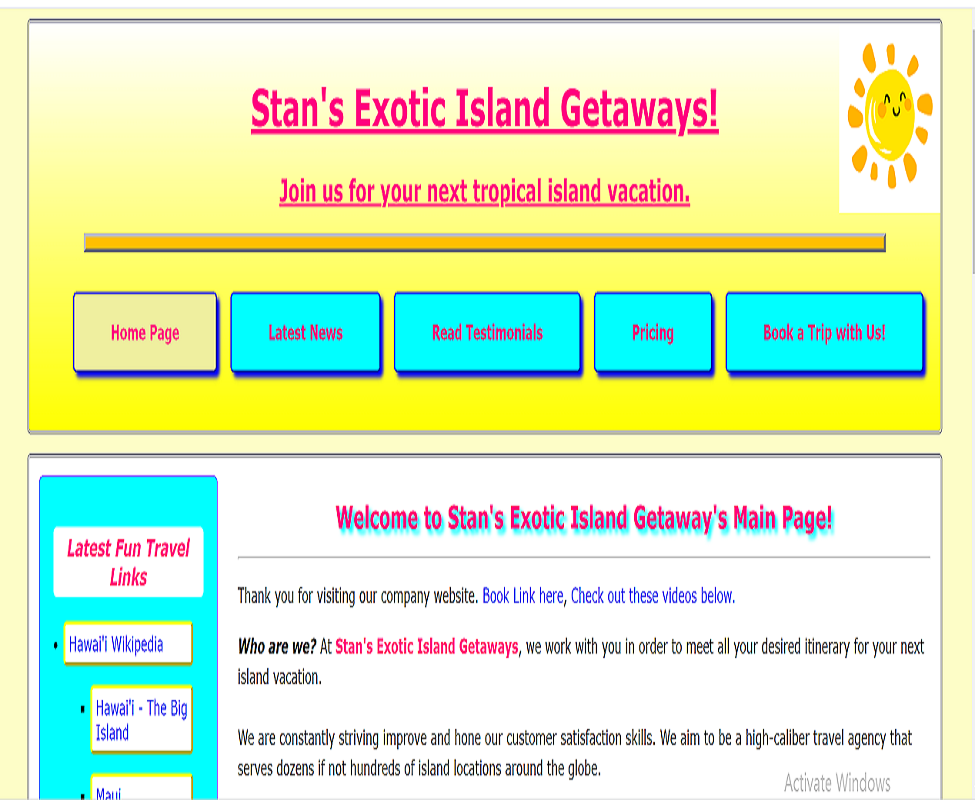 Stan's Exotic Island Getaways!
Join us for your next tropical island vacation.
Home Page
Latest News
Read Testimonials
Pricing
Book a Trip with Us!
Latest Fun Travel
Links
Hawai'i Wikipedia
Hawai'i - The Big
Island
Maui
Welcome to Stan's Exotic Island Getaway's Main Page!
Thank you for visiting our company website. Book Link here, Check out these videos below.
Who are we? At Stan's Exotic Island Getaways, we work with you in order to meet all your desired itinerary for your next
island vacation.
We are constantly striving improve and hone our customer satisfaction skills. We aim to be a high-caliber travel agency that
serves dozens if not hundreds of island locations around the globe.
Activate Windows